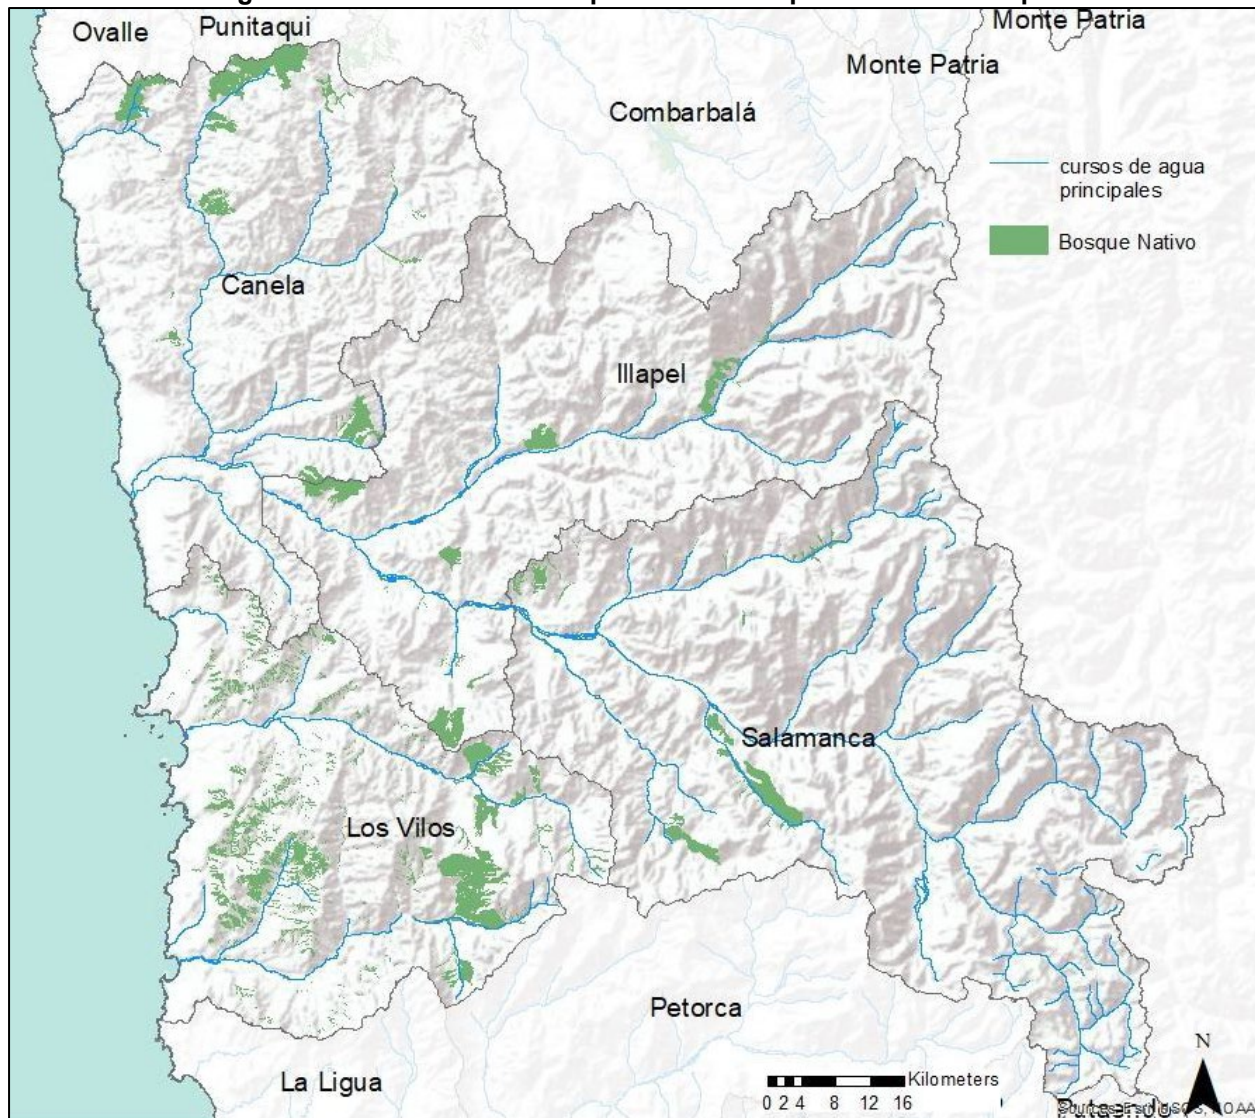 Ovalle
Punitaqui
Monte Patria
Monte Patria
Combarbalá
cursos de agua
principales
Bosque Nativo
Canela
Illapel
Salamanca
Los Vilos
Petorca
La Ligua
N
Kilometers
0 2 4 8 12 16